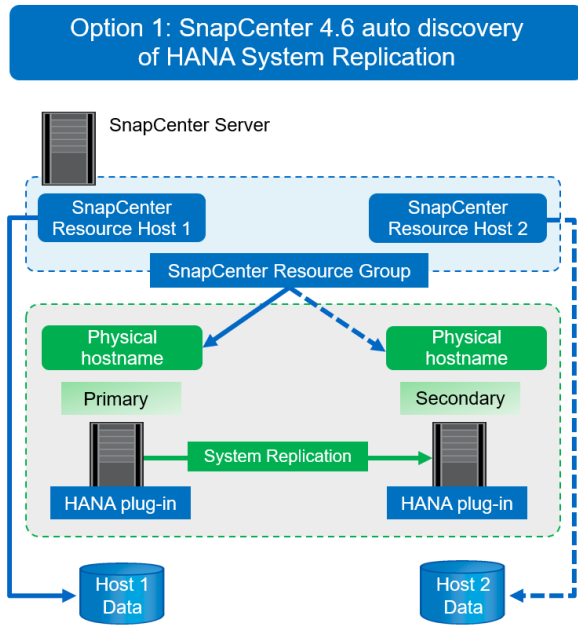 Option 1: SnapCenter 4.6 auto discovery
of HANA System Replication
SnapCenter Server
SnapCenter
Resource Host 1
SnapCenter
Resource Host 2
SnapCenter Resource Group
Physical
hostname
Physical
hostname
Primary
Secondary
System Replication
HANA plug-in
HANA plug-in
Host 1
Data
Host 2
Data